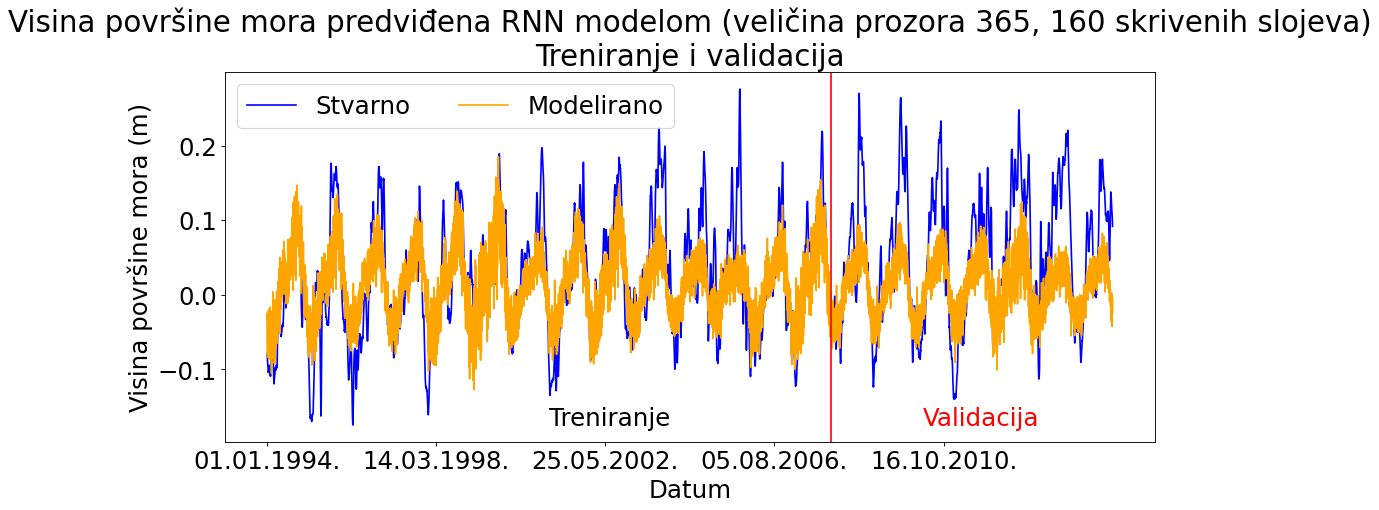 Visina površine mora predviđena RNN modelom (veličina prozora 365, 160 skrivenih slojeva)
Treniranje i validacija
Stvarno Modelirano
Visina površine mora (m)
0.2
0.1
0.0
−0.1
Treniranje Validacija
01.01.1994. 14.03.1998. 25.05.2002. 05.08.2006. 16.10.2010.
Datum